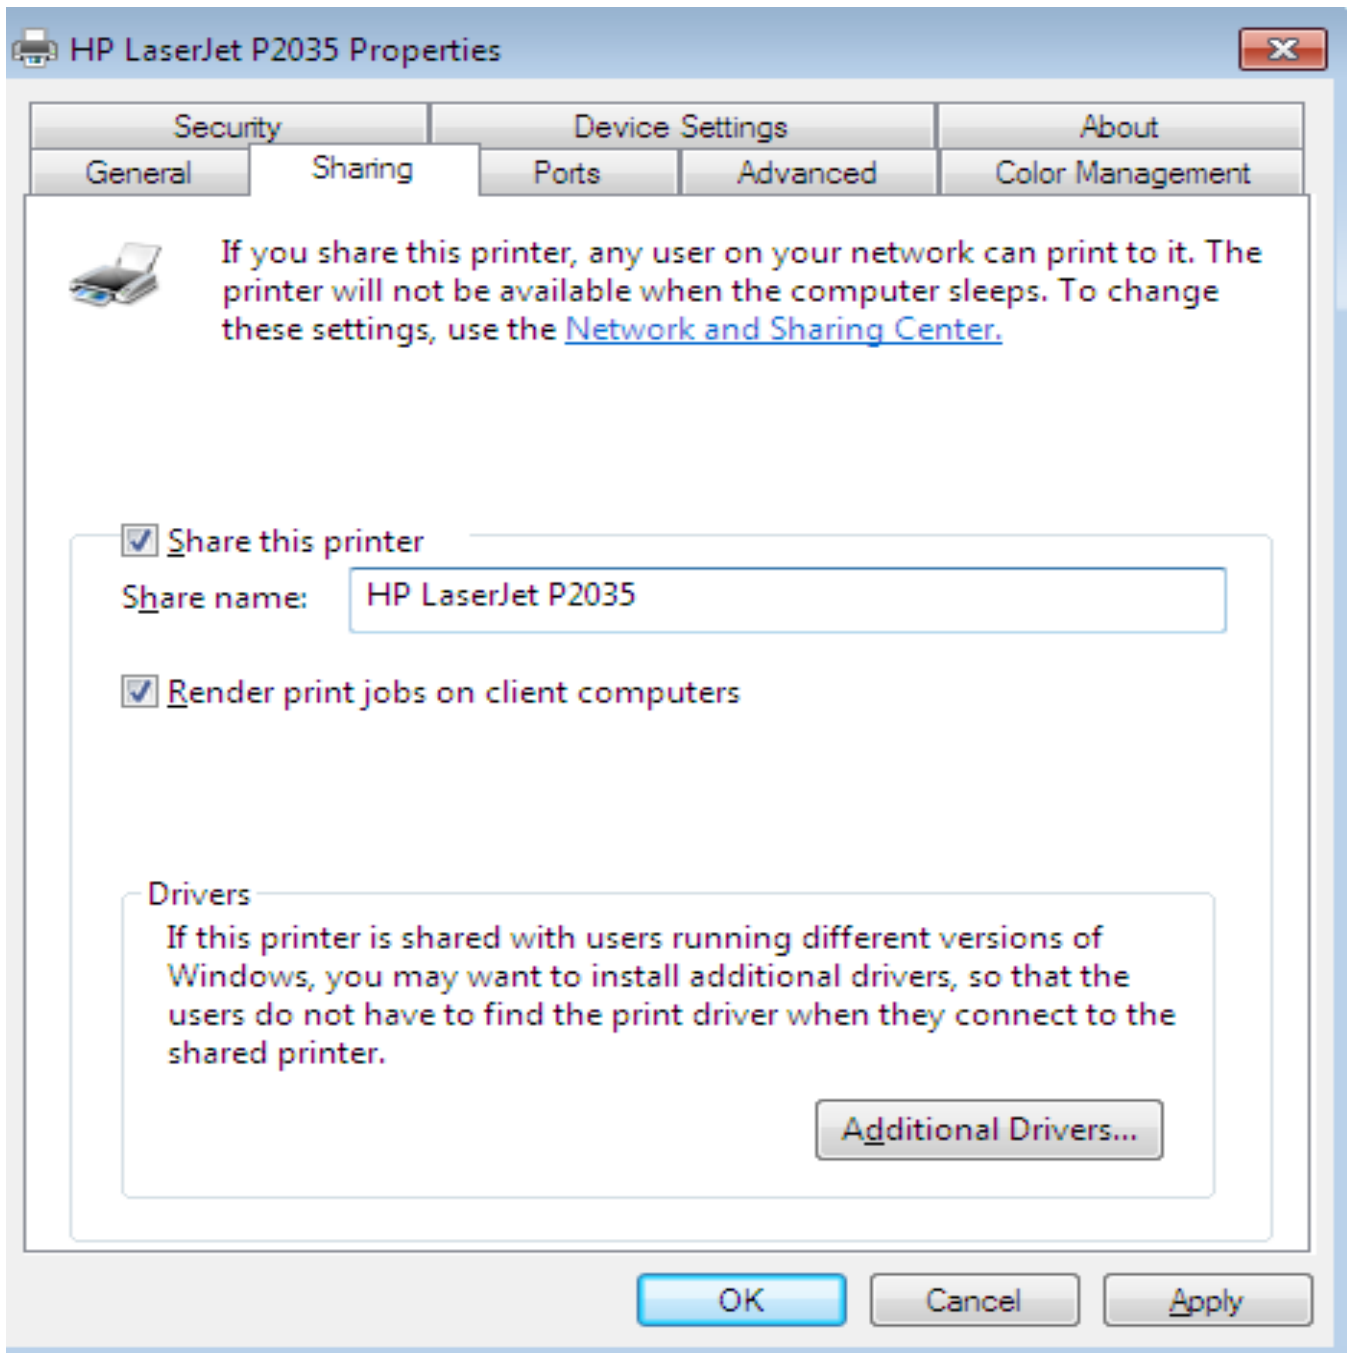 HP LaserJet P2035 Properties
Security Device Settings About
General Sharing Ports Advanced Color Management
If you share this printer, any user on your network can print to it. The
printer will not be available when the computer sleeps. To change
these settings, use the Network and Sharing Center.
Share this printer
Share name: HP LaserJet P2035
Render print jobs on client computers
Drivers
If this printer is shared with users running different versions of
Windows, you may want to install additional drivers, so that the
users do not have to find the print driver when they connect to the
shared printer.
Additional Drivers...
OK Cancel Apply